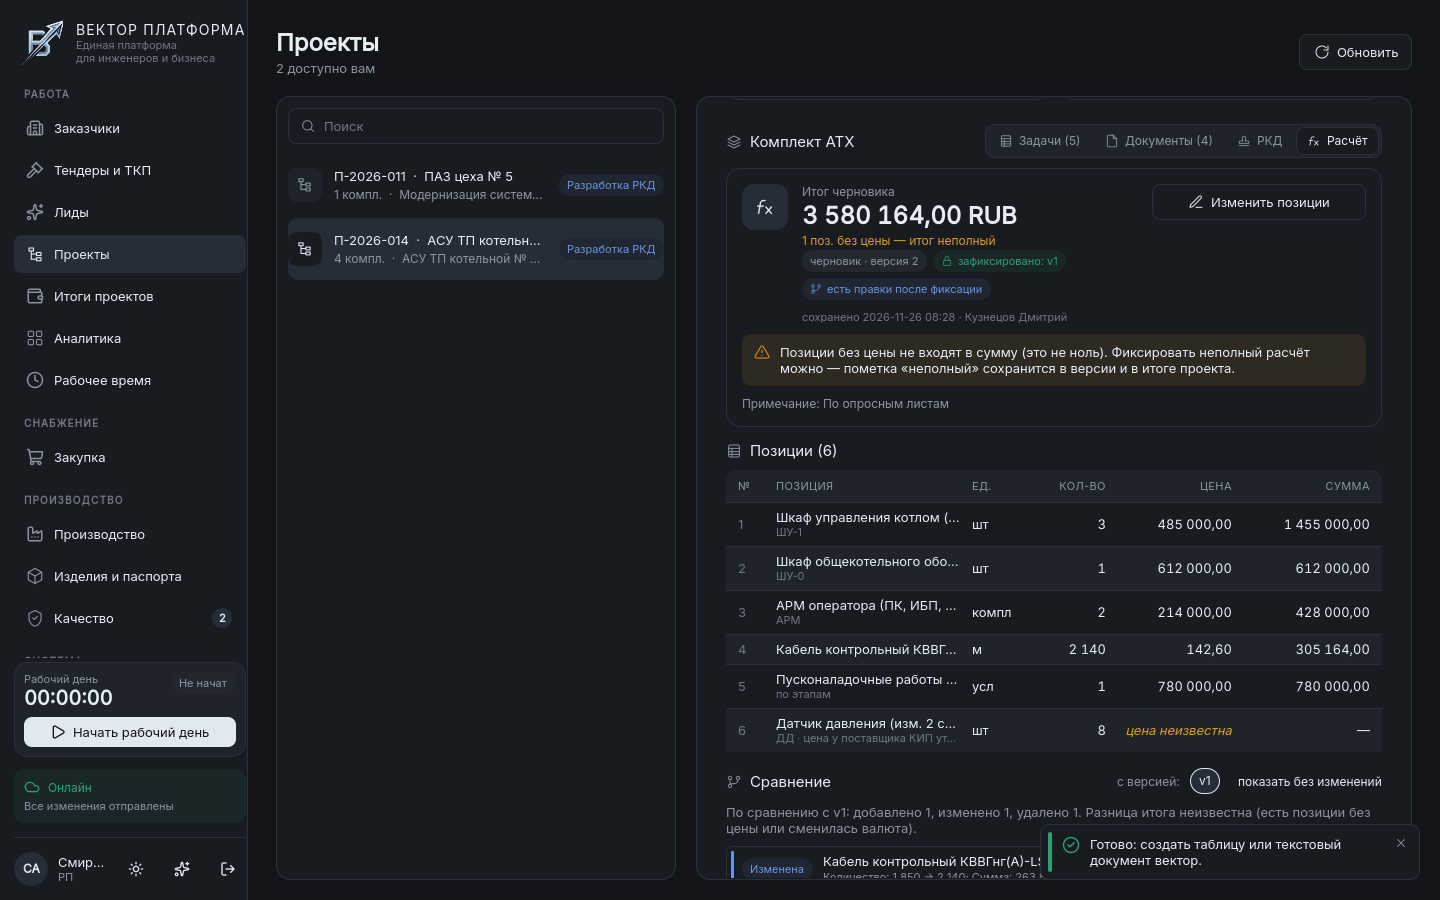 ВЕКТОР ПЛАТФОРМА
Единая платформа
для инженеров и бизнеса
РАБОТА
Заказчики
Тендеры и ТКП
Лиды
Проекты
Итоги проектов
Аналитика
Рабочее время
СНАБЖЕНИЕ
Закупка
ПРОИЗВОДСТВО
Производство
Изделия и паспорта
Качество 2
Рабочий день
Не начат
00:00:00
Начать рабочий день
Онлайн
Все изменения отправлены
СА
Смир...
РП
Проекты
2 доступно вам
Обновить
Поиск
П-2026-011 · ПАЗ цеха № 5
1 компл. · Модернизация систем...
Разработка РКД
П-2026-014 · АСУ ТП котельн...
4 компл. · АСУ ТП котельной № ...
Разработка РКД
Комплект АТХ
Задачи (5)
Документы (4)
РКД
Расчёт
Итог черновика
3 580 164,00 RUB
1 поз. без цены — итог неполный
черновик · версия 2
зафиксировано: v1
есть правки после фиксации
сохранено 2026-11-26 08:28 · Кузнецов Дмитрий
Изменить позиции
Позиции без цены не входят в сумму (это не ноль). Фиксировать неполный расчёт
можно — пометка «неполный» сохранится в версии и в итоге проекта.
Примечание: По опросным листам
Позиции (6)
№ ПОЗИЦИЯ ЕД. КОЛ-ВО ЦЕНА СУММА
1 Шкаф управления котлом (... шт 3 485 000,00 1 455 000,00
ШУ-1
2 Шкаф общекотельного обо... шт 1 612 000,00 612 000,00
ШУ-0
3 АРМ оператора (ПК, ИБП, ... компл 2 214 000,00 428 000,00
АРМ
4 Кабель контрольный КВВГ... м 2 140 142,60 305 164,00
5 Пусконаладочные работы ... усл 1 780 000,00 780 000,00
по этапам
6 Датчик давления (изм. 2 с... шт 8 цена неизвестна —
ДД · цена у поставщика КИП ут...
Сравнение
с версией:
v1
показать без изменений
По сравнению с v1: добавлено 1, изменено 1, удалено 1. Разница итога неизвестна (есть позиции без
цены или сменилась валюта).
Изменена
Кабель контрольный КВВГнг(А)-LS
Количество: 1 850 → 2 140; Сумма: 263
Готово: создать таблицу или текстовый
документ вектор.